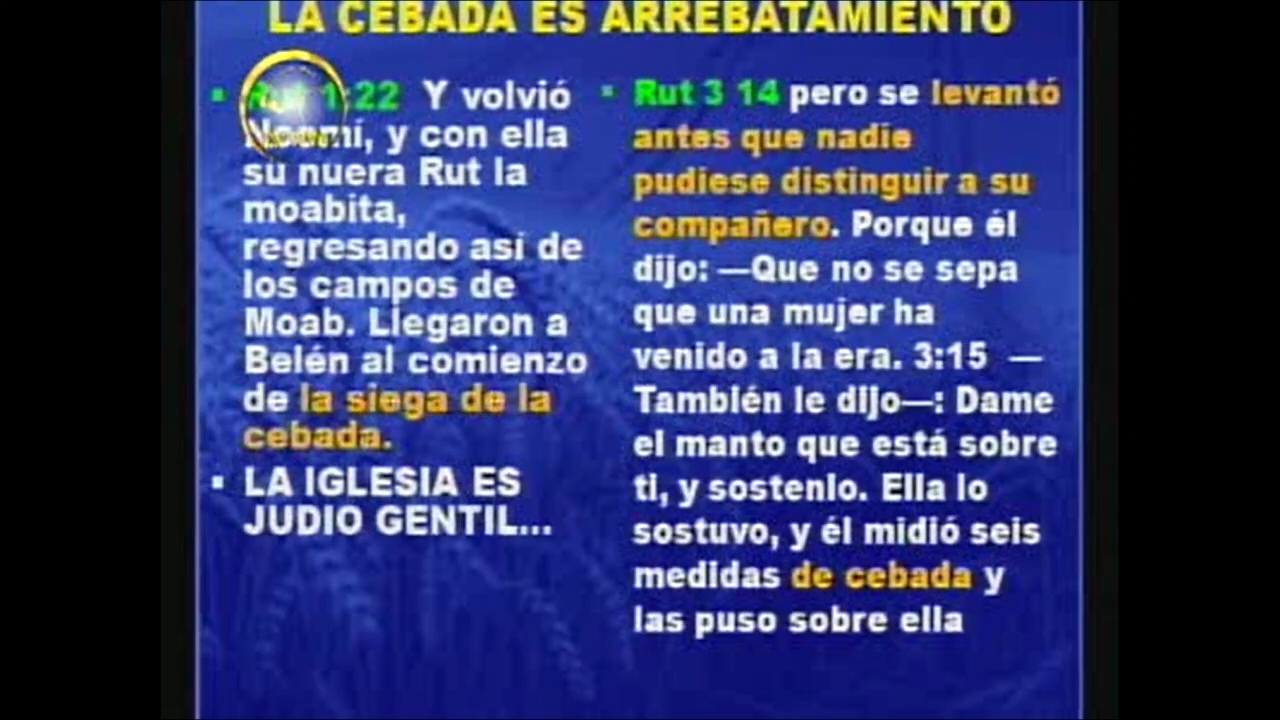 LA CEBADA ES ARREBATAMIENTO
▪ Rut 1:22 Y volvió
Noemí, y con ella
su nuera Rut la
moabita,
regresando así de
los campos de
Moab. Llegaron a
Belén al comienzo
de la siega de la
cebada.
▪ LA IGLESIA ES
JUDIO GENTIL...
▪ Rut 3 14 pero se levantó
antes que nadie
pudiese distinguir a su
compañero. Porque él
dijo: —Que no se sepa
que una mujer ha
venido a la era. 3:15 —
También le dijo—: Dame
el manto que está sobre
ti, y sostenlo. Ella lo
sostuvo, y él midió seis
medidas de cebada y
las puso sobre ella